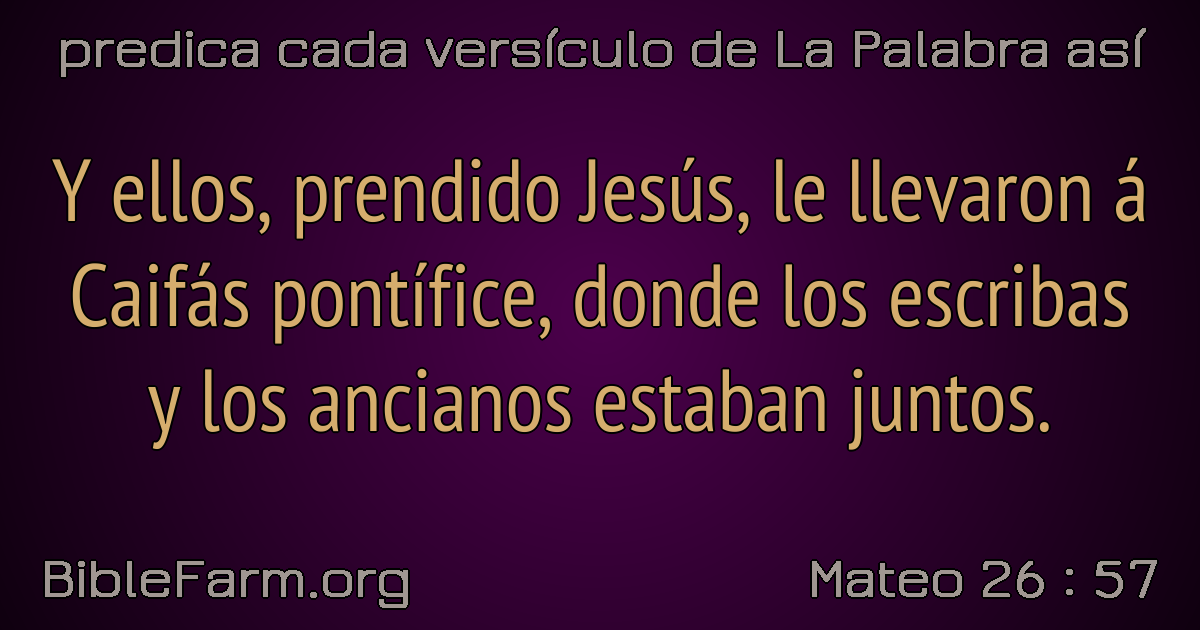 predica cada versículo de La Palabra así
Y ellos, prendido Jesús, le llevaron á
Caifás pontífice, donde los escribas
y los ancianos estaban juntos.
BibleFarm.org
Mateo 26 : 57